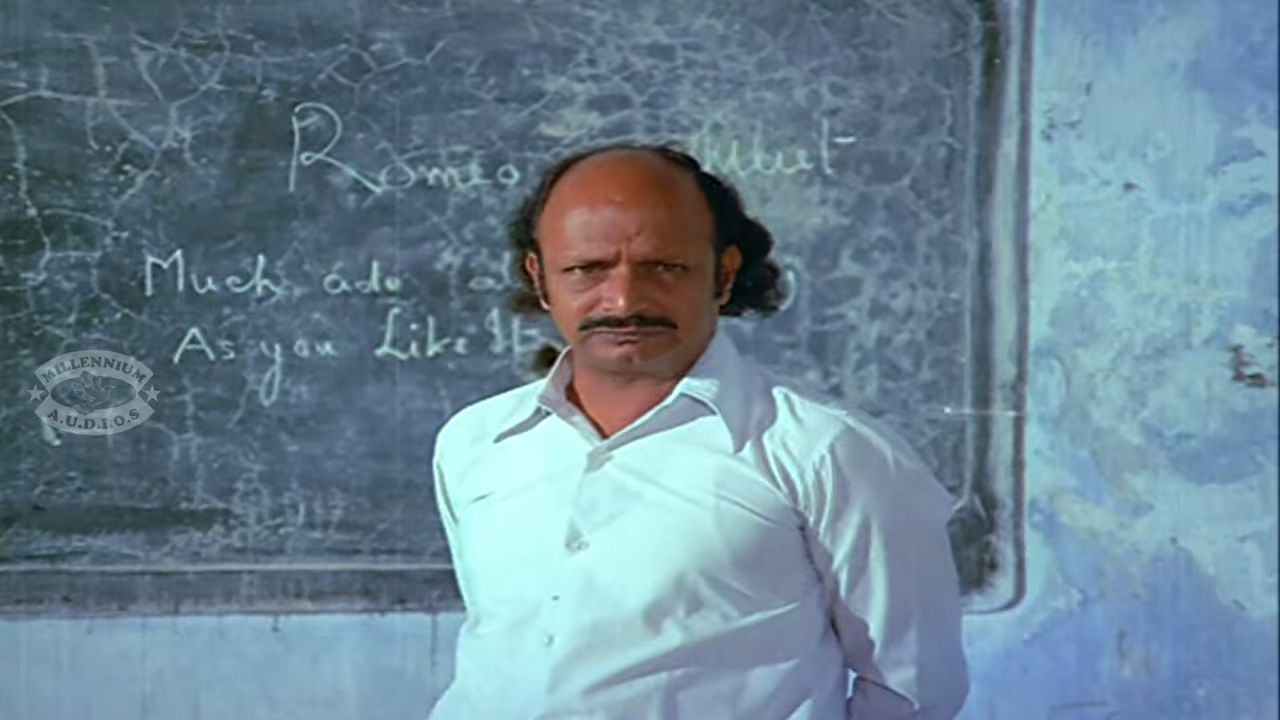 Romeo
Much ado
As you Like It
MILLENNIUM
A.U.D.I.O.S